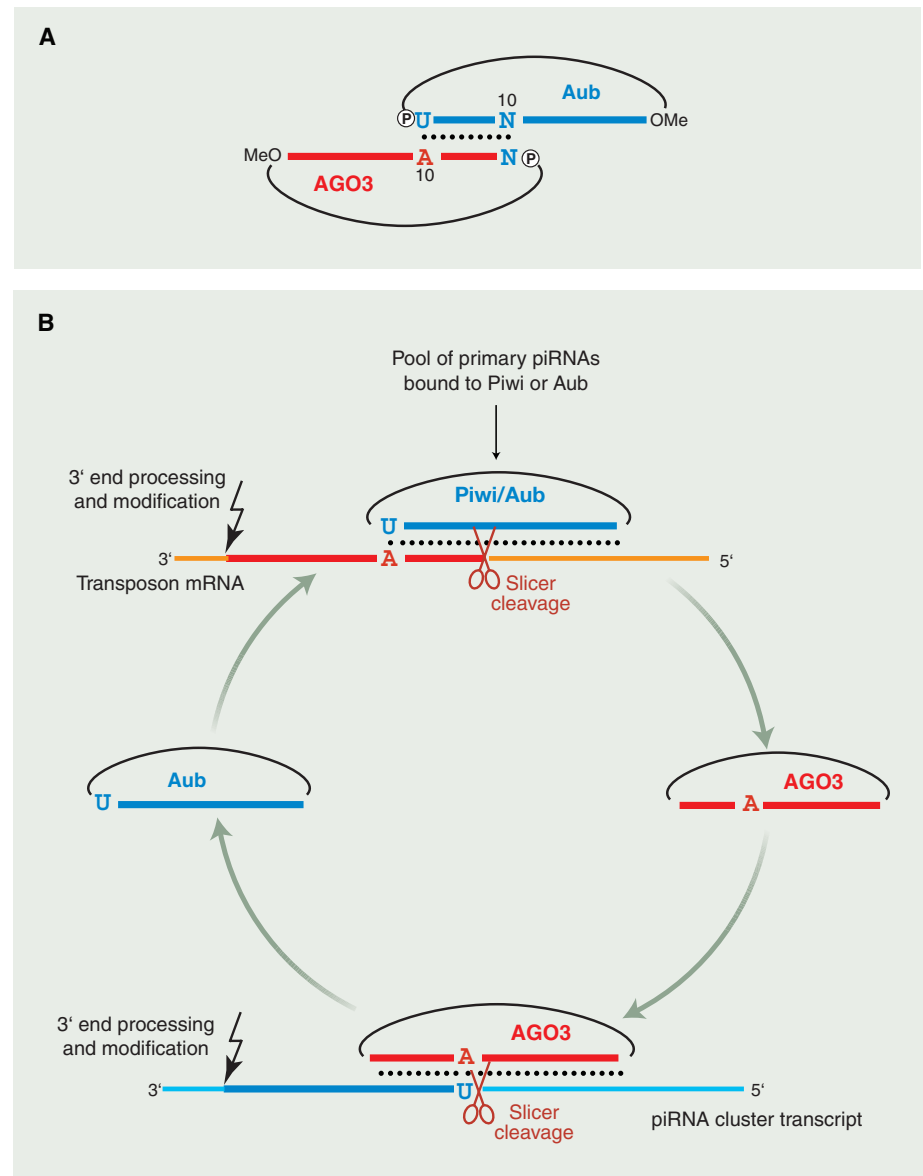 A
10
Aub
P
U
N
OMe
MeO
A
N
P
AGO3
10
B
Pool of primary piRNAs
bound to Piwi or Aub
3‘ end processing
and modification
Piwi/Aub
U
3‘
A
5‘
Transposon mRNA
Slicer
cleavage
Aub
U
AGO3
A
3‘ end processing
and modification
AGO3
A
3‘
U
5‘
Slicer
cleavage
piRNA cluster transcript